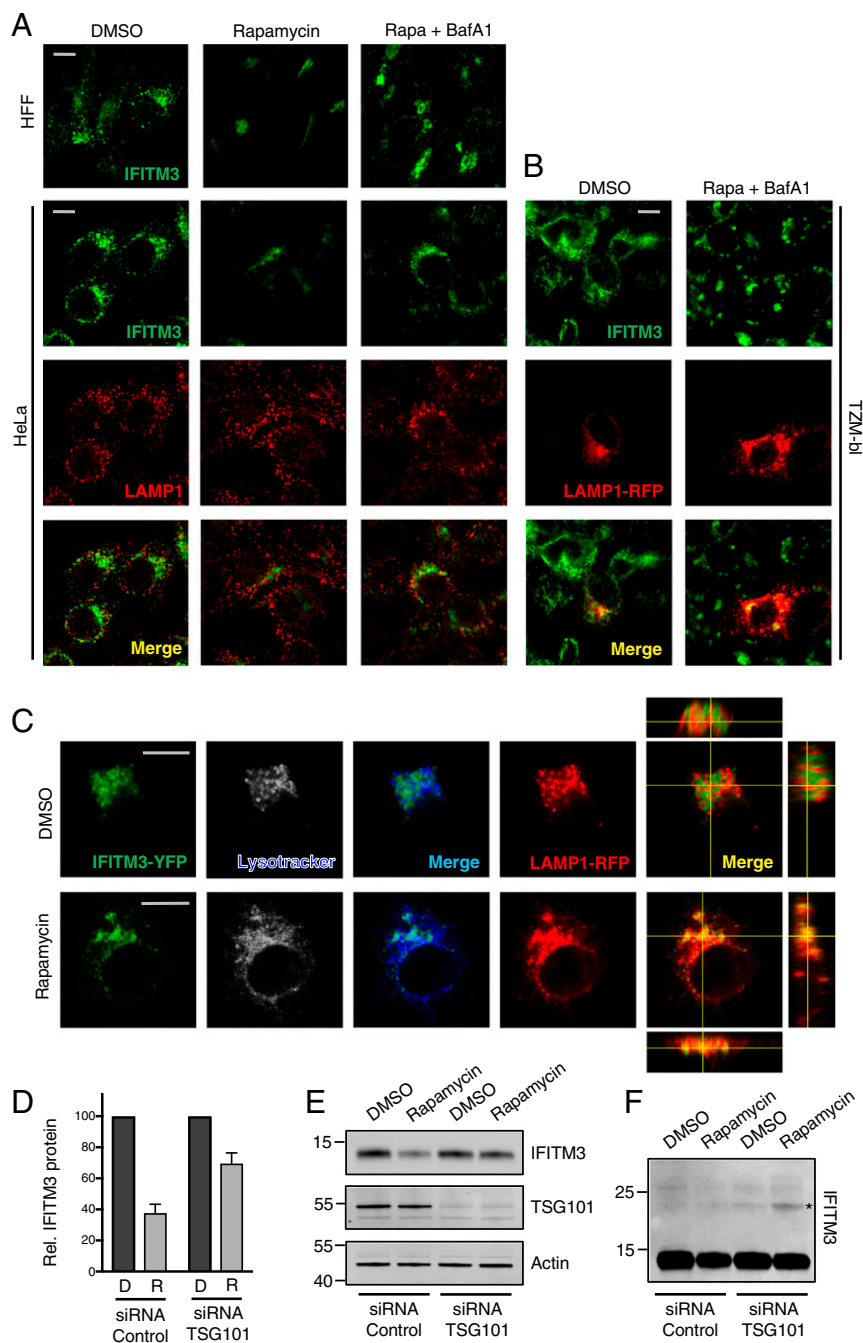 A
DMSO
Rapamycin
Rapa + BafA1
HFF
IFITM3
B
DMSO
Rapa + BafA1
HeLa
IFITM3
IFITM3
TZM-bl
LAMP1
LAMP1-RFP
Merge
Merge
C
DMSO
IFITM3-YFP
Lysotracker
Merge
LAMP1-RFP
Merge
Rapamycin
D
Rel. IFITM3 protein
100
80
60
40
20
0
D
R
D
R
siRNA
Control
siRNA
TSG101
E
DMSO
Rapamycin
DMSO
Rapamycin
15
IFITM3
55
TSG101
55
Actin
40
siRNA
Control
siRNA
TSG101
F
DMSO
Rapamycin
DMSO
Rapamycin
25
*
15
IFITM3
siRNA
Control
siRNA
TSG101